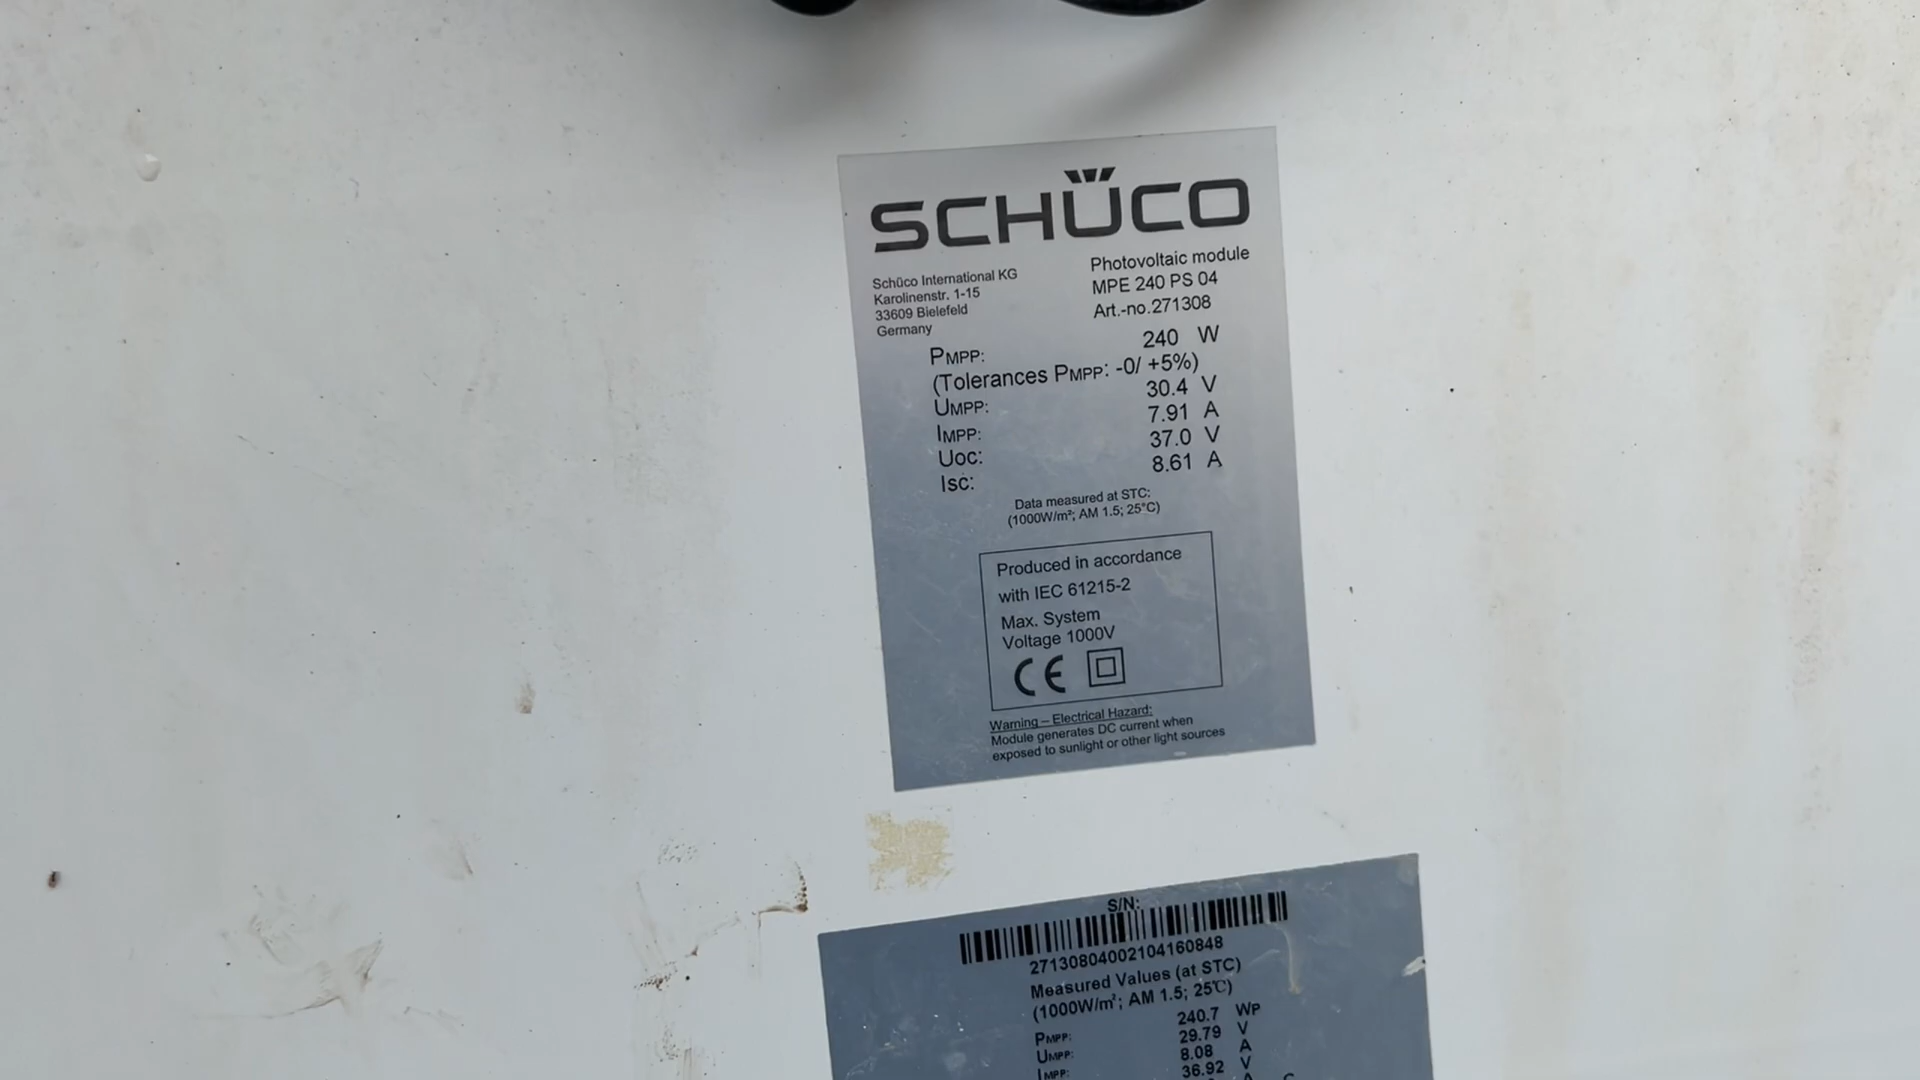 SCHÜCO
Schüco International KG
Karolinenstr. 1-15
33609 Bielefeld
Germany
Photovoltaic module
MPE 240 PS 04
Art.-no.271308
PMPP: 240 W
(Tolerances PMPP: -0/ +5%)
UMPP: 30.4 V
IMPP: 7.91 A
Uoc: 37.0 V
Isc: 8.61 A
Data measured at STC:
(1000W/m²; AM 1.5; 25°C)
Produced in accordance
with IEC 61215-2
Max. System
Voltage 1000V
CE
Warning – Electrical Hazard:
Module generates DC current when
exposed to sunlight or other light sources
S/N:
27130804002104160848
Measured Values (at STC)
(1000W/m²; AM 1.5; 25℃)
PMPP: 240.7 WP
UMPP: 29.79 V
IMPP: 8.08 A
36.92 V